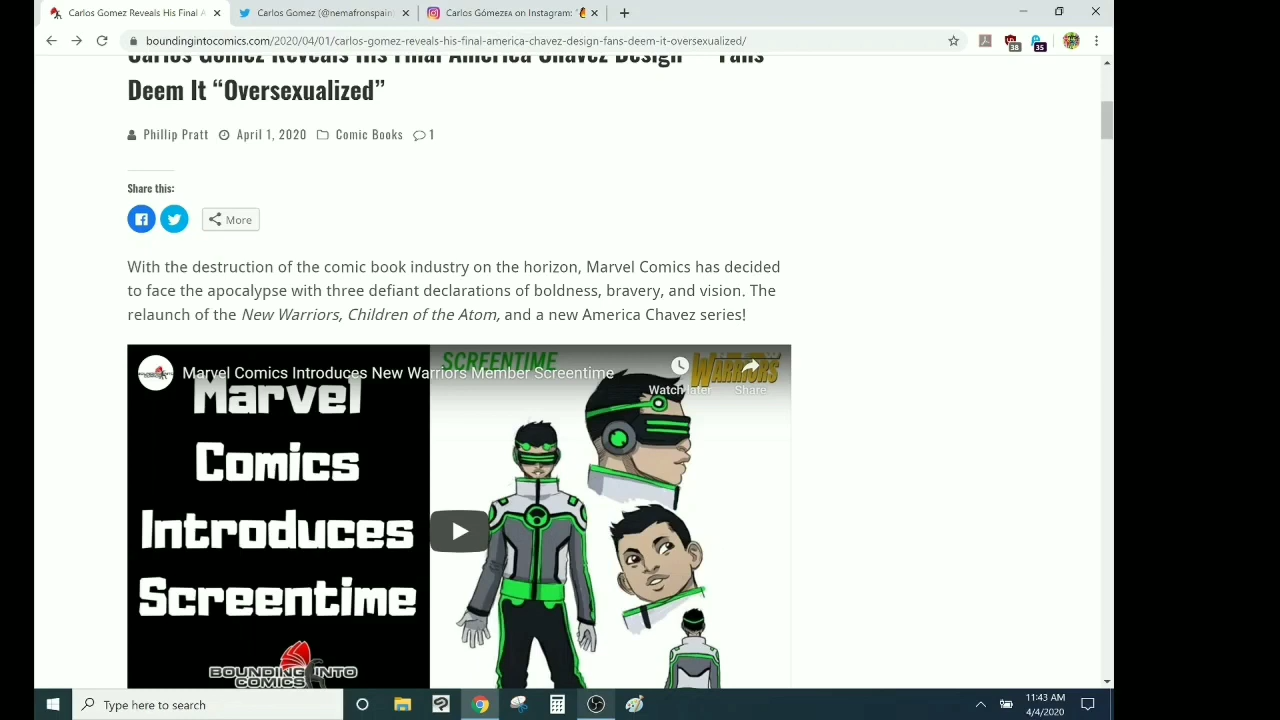 Carlos Gomez Reveals His Final A
Carlos Gomez (@nemafronspain
Carlos Gómezᴇᴀ on Instagram: "
boundingintocomics.com/2020/04/01/carlos-gomez-reveals-his-final-america-chavez-design-fans-deem-it-oversexualized/
38
35
Carlos Gomez Reveals His Final America Chavez Design — Fans
Deem It “Oversexualized”
Phillip Pratt April 1, 2020 Comic Books 1
Share this:
More
With the destruction of the comic book industry on the horizon, Marvel Comics has decided
to face the apocalypse with three defiant declarations of boldness, bravery, and vision. The
relaunch of the New Warriors, Children of the Atom, and a new America Chavez series!
SCREENTIME
WARRIORS
Marvel Comics Introduces New Warriors Member Screentime
Watch later
Share
Marvel
Comics
Introduces
Screentime
BOUNDING INTO
COMICS
Type here to search
11:43 AM
4/4/2020